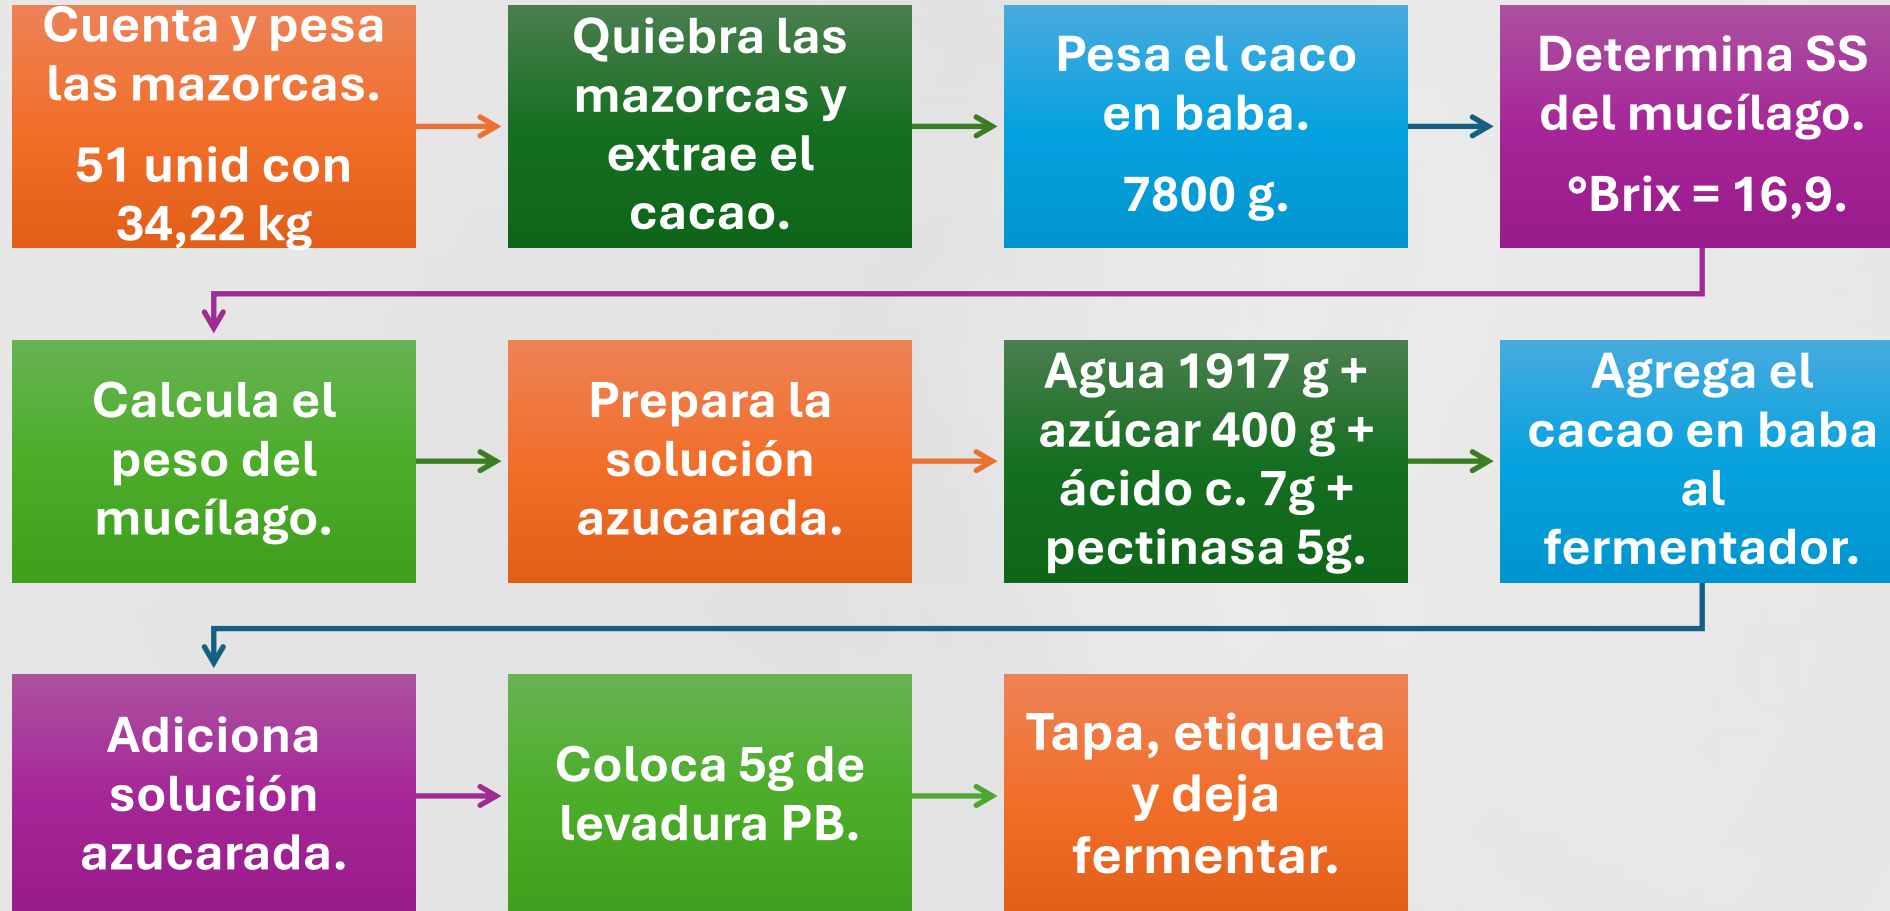 Cuenta y pesa
las mazorcas.
51 unid con
34,22 kg
Quiebra las
mazorcas y
extrae el
cacao.
Pesa el caco
en baba.
7800 g.
Determina SS
del mucílago.
°Brix = 16,9.
Calcula el
peso del
mucílago.
Prepara la
solución
azucarada.
Agua 1917 g +
azúcar 400 g +
ácido c. 7g +
pectinasa 5g.
Agrega el
cacao en baba
al
fermentador.
Adiciona
solución
azucarada.
Coloca 5g de
levadura PB.
Tapa, etiqueta
y deja
fermentar.